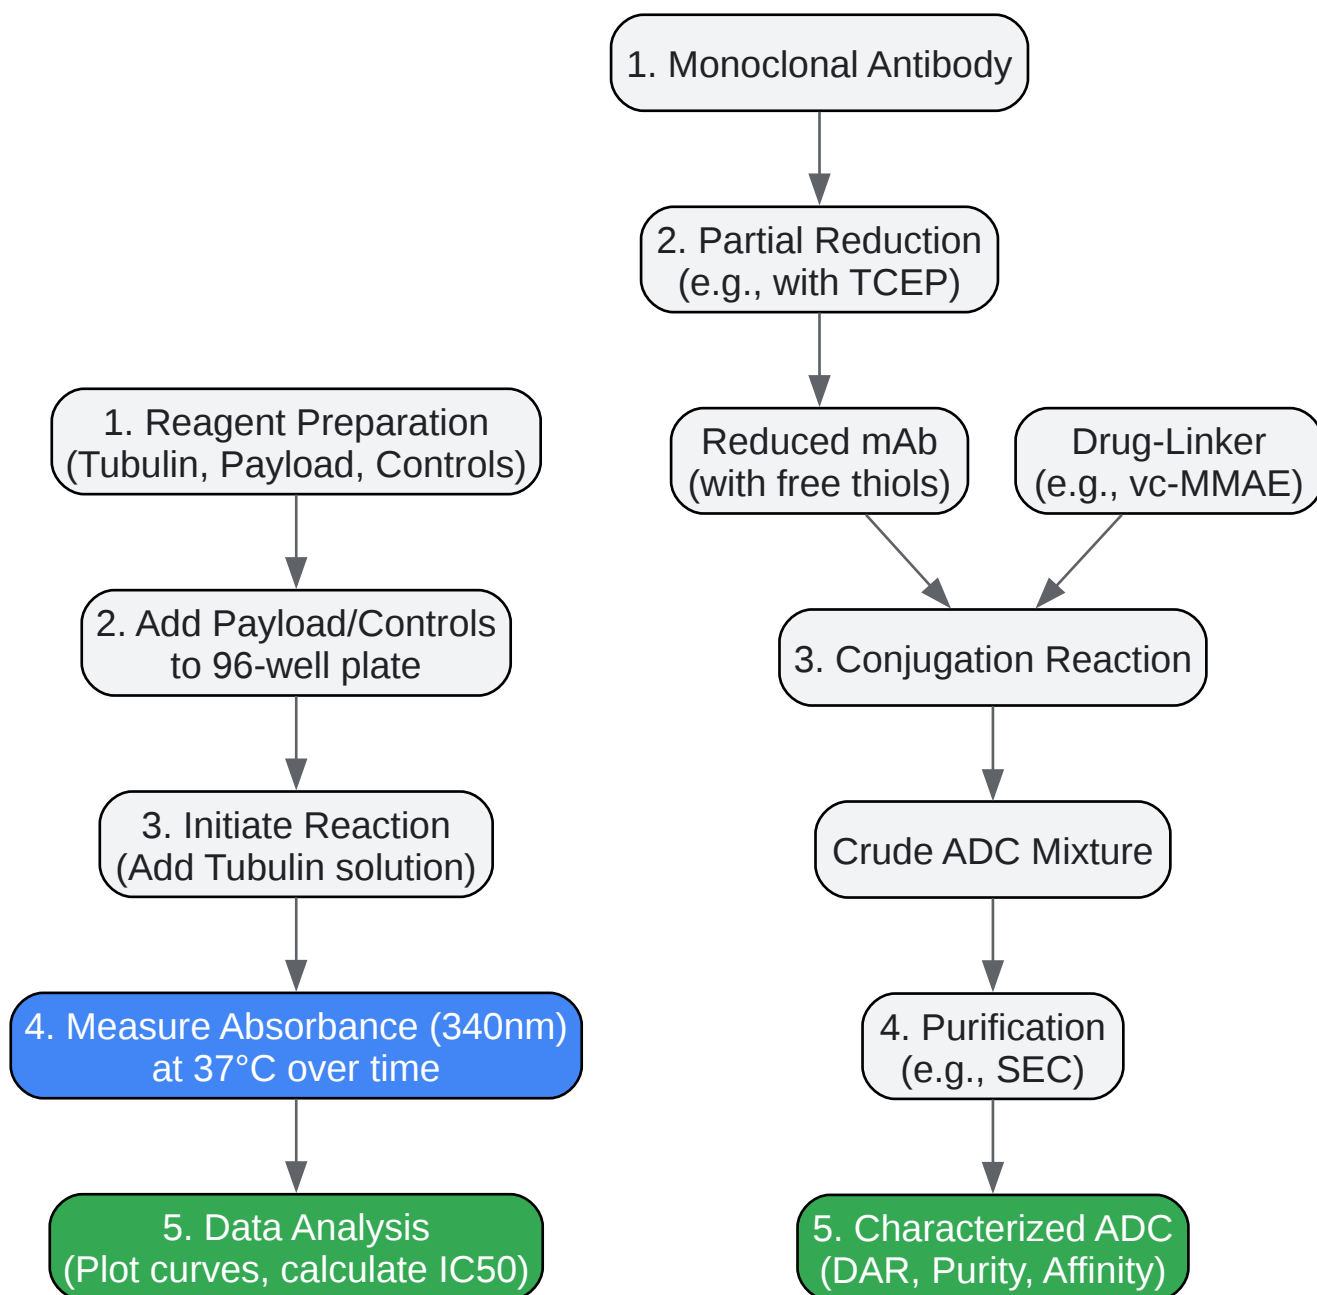 1. Monoclonal Antibody
2. Partial Reduction
(e.g., with TCEP)
1. Reagent Preparation
(Tubulin, Payload, Controls)
Reduced mAb
(with free thiols)
Drug-Linker
(e.g., vc-MMAE)
2. Add Payload/Controls
to 96-well plate
3. Conjugation Reaction
3. Initiate Reaction
(Add Tubulin solution)
Crude ADC Mixture
4. Measure Absorbance (340nm)
at 37°C over time
4. Purification
(e.g., SEC)
5. Data Analysis
(Plot curves, calculate IC50)
5. Characterized ADC
(DAR, Purity, Affinity)